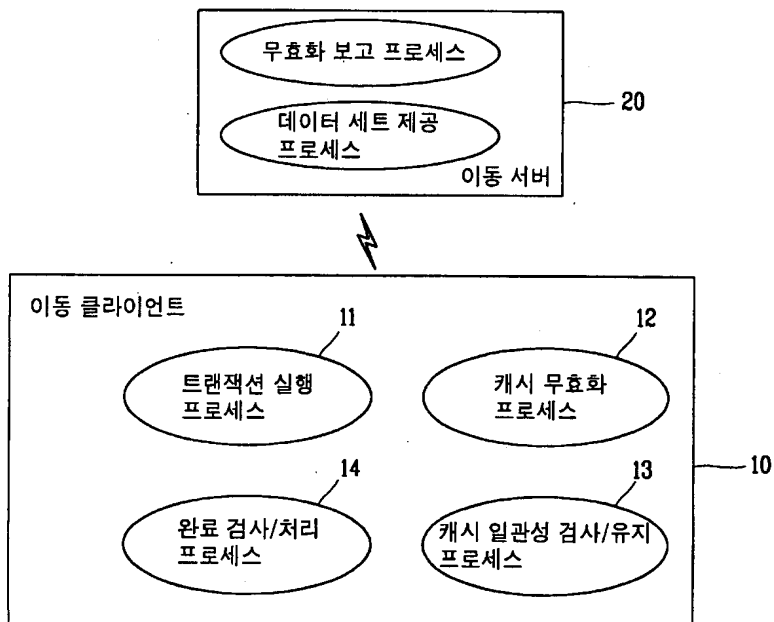 무효화 보고 프로세스
데이터 세트 제공
프로세스
이동 서버
20
이동 클라이언트
11
트랜잭션 실행
프로세스
12
캐시 무효화
프로세스
10
14
완료 검사/처리
프로세스
13
캐시 일관성 검사/유지
프로세스